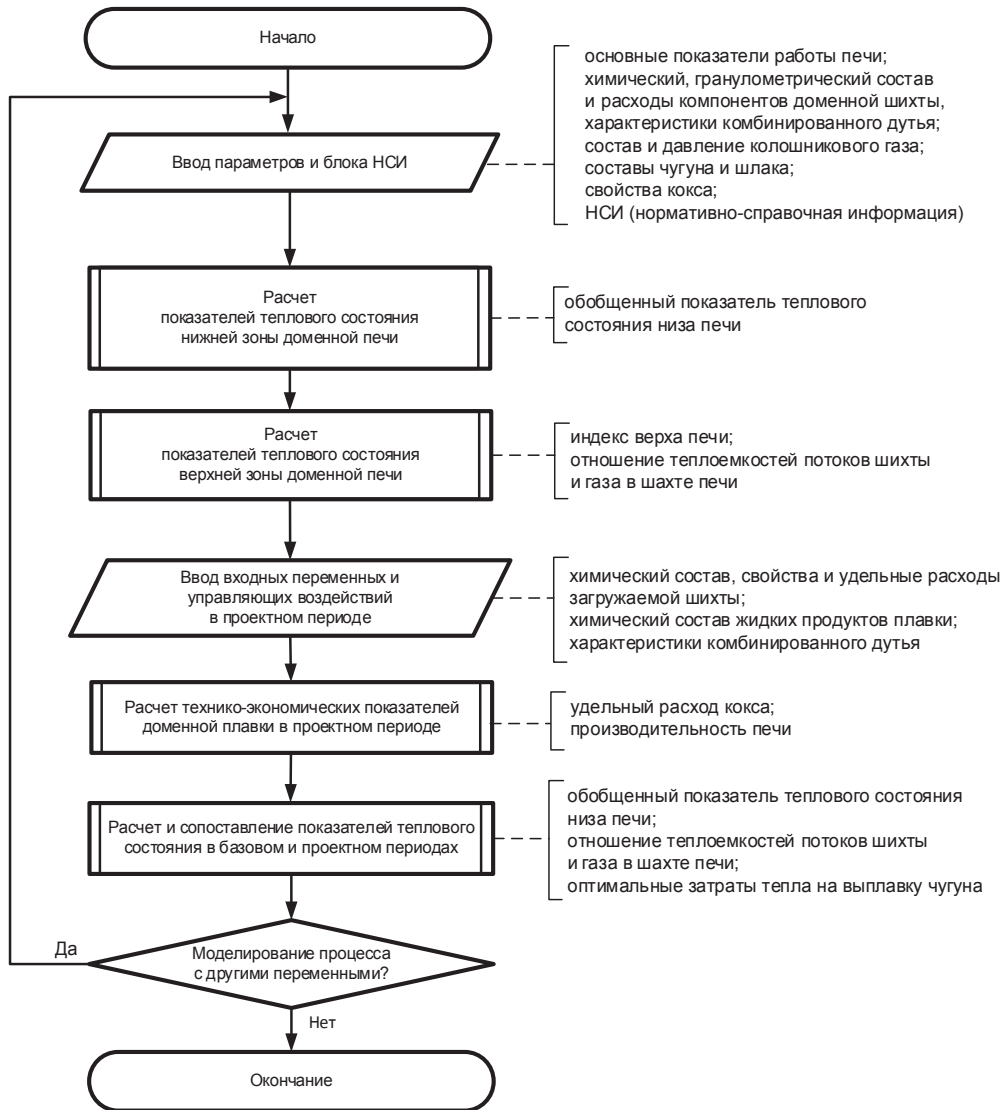 Начало
основные показатели работы печи;
химический, гранулометрический состав
и расходы компонентов доменной шихты,
характеристики комбинированного дутья;
состав и давление колошникового газа;
составы чугуна и шлака;
свойства кокса;
НСИ (нормативно-справочная информация)
Ввод параметров и блока НСИ
Расчет
показателей теплового состояния
нижней зоны доменной печи
обобщенный показатель теплового
состояния низа печи
Расчет
показателей теплового состояния
верхней зоны доменной печи
индекс верха печи;
отношение теплоемкостей потоков шихты
и газа в шахте печи
Ввод входных переменных и
управляющих воздействий
в проектном периоде
химический состав, свойства и удельные расходы
загружаемой шихты;
химический состав жидких продуктов плавки;
характеристики комбинированного дутья
Расчет технико-экономических показателей
доменной плавки в проектном периоде
удельный расход кокса;
производительность печи
Расчет и сопоставление показателей теплового
состояния в базовом и проектном периодах
обобщенный показатель теплового состояния
низа печи;
отношение теплоемкостей потоков шихты
и газа в шахте печи;
оптимальные затраты тепла на выплавку чугуна
Да
Моделирование процесса
с другими переменными?
Нет
Окончание